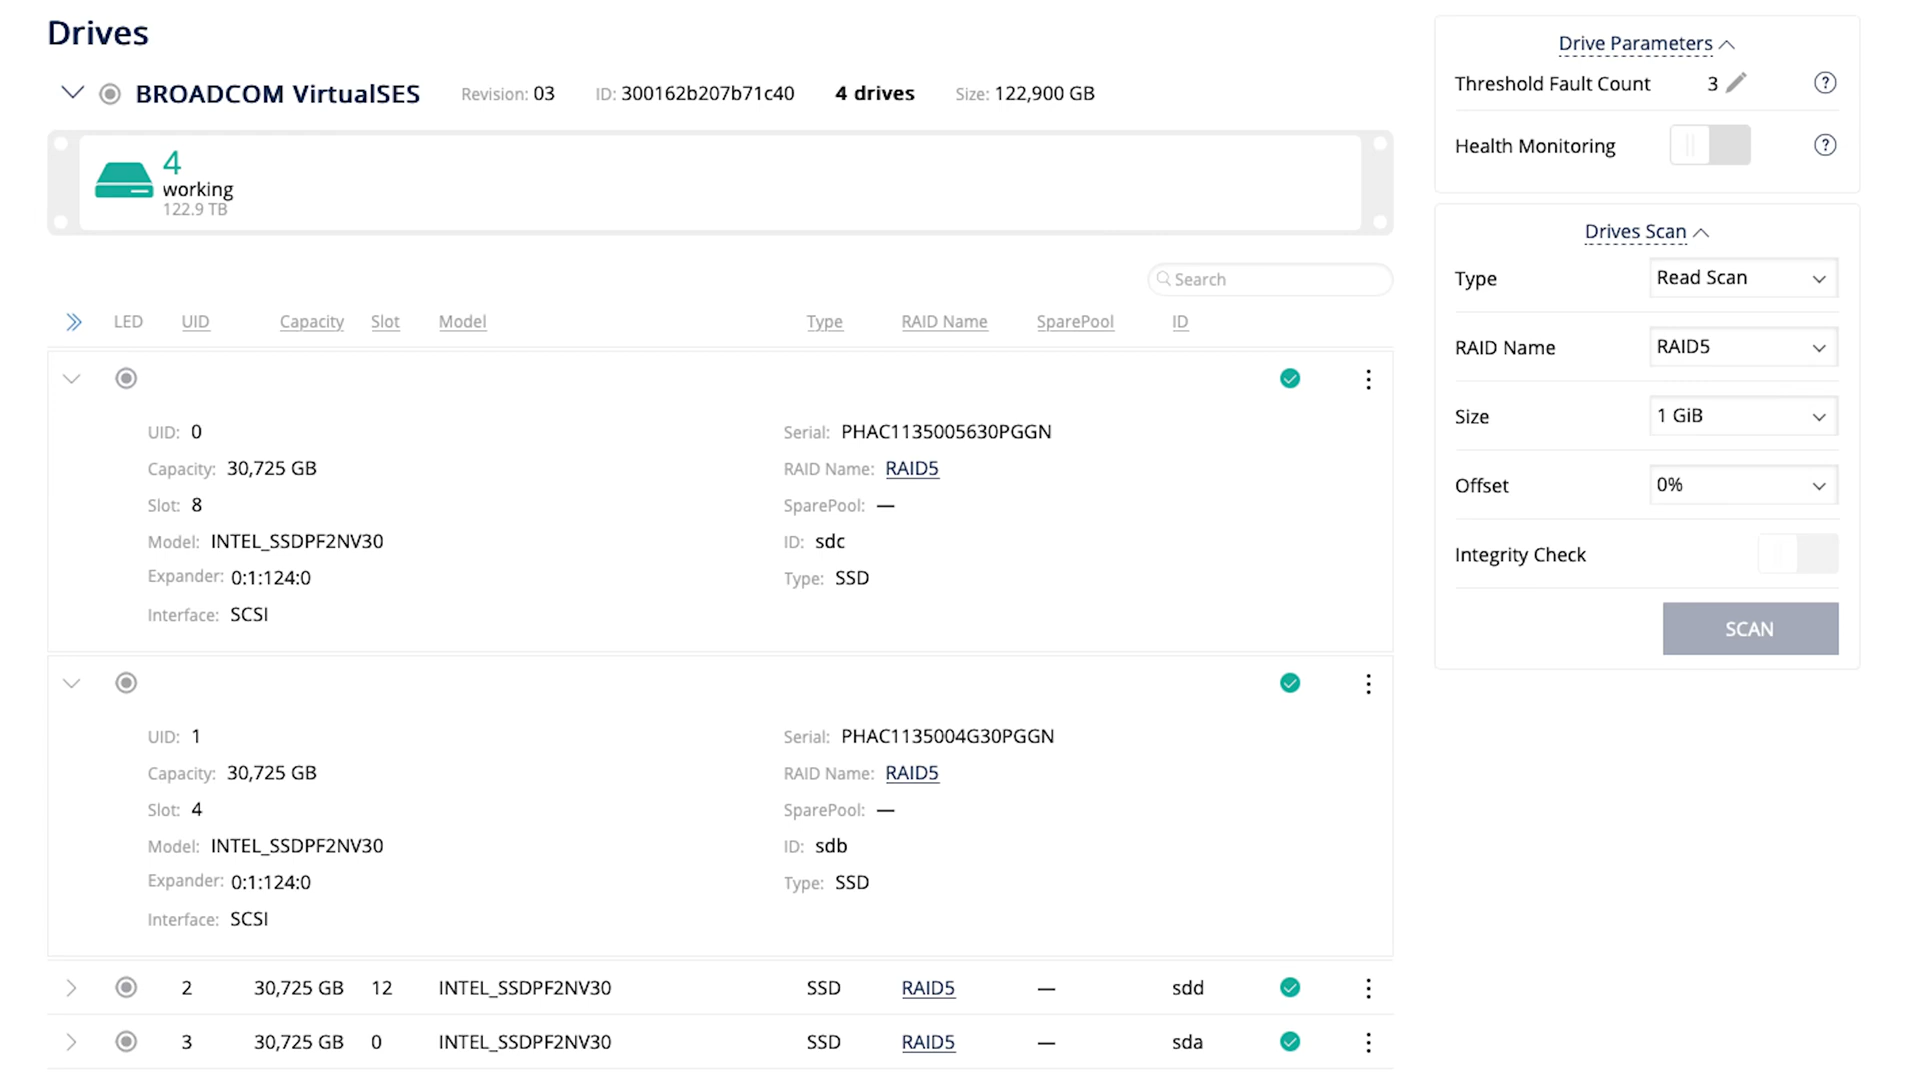 Drives
BROADCOM VirtualSES Revision: 03 ID: 300162b207b71c40 4 drives Size: 122,900 GB
4
working
122.9 TB
Search
LED UID Capacity Slot Model Type RAID Name SparePool ID
UID: 0 Serial: PHAC1135005630PGGN
Capacity: 30,725 GB RAID Name: RAID5
Slot: 8 SparePool: —
Model: INTEL_SSDPF2NV30 ID: sdc
Expander: 0:1:124:0 Type: SSD
Interface: SCSI
UID: 1 Serial: PHAC1135004G30PGGN
Capacity: 30,725 GB RAID Name: RAID5
Slot: 4 SparePool: —
Model: INTEL_SSDPF2NV30 ID: sdb
Expander: 0:1:124:0 Type: SSD
Interface: SCSI
2 30,725 GB 12 INTEL_SSDPF2NV30 SSD RAID5 — sdd
3 30,725 GB 0 INTEL_SSDPF2NV30 SSD RAID5 — sda
Drive Parameters
Threshold Fault Count 3 ?
Health Monitoring ?
Drives Scan
Type Read Scan
RAID Name RAID5
Size 1 GiB
Offset 0%
Integrity Check
SCAN